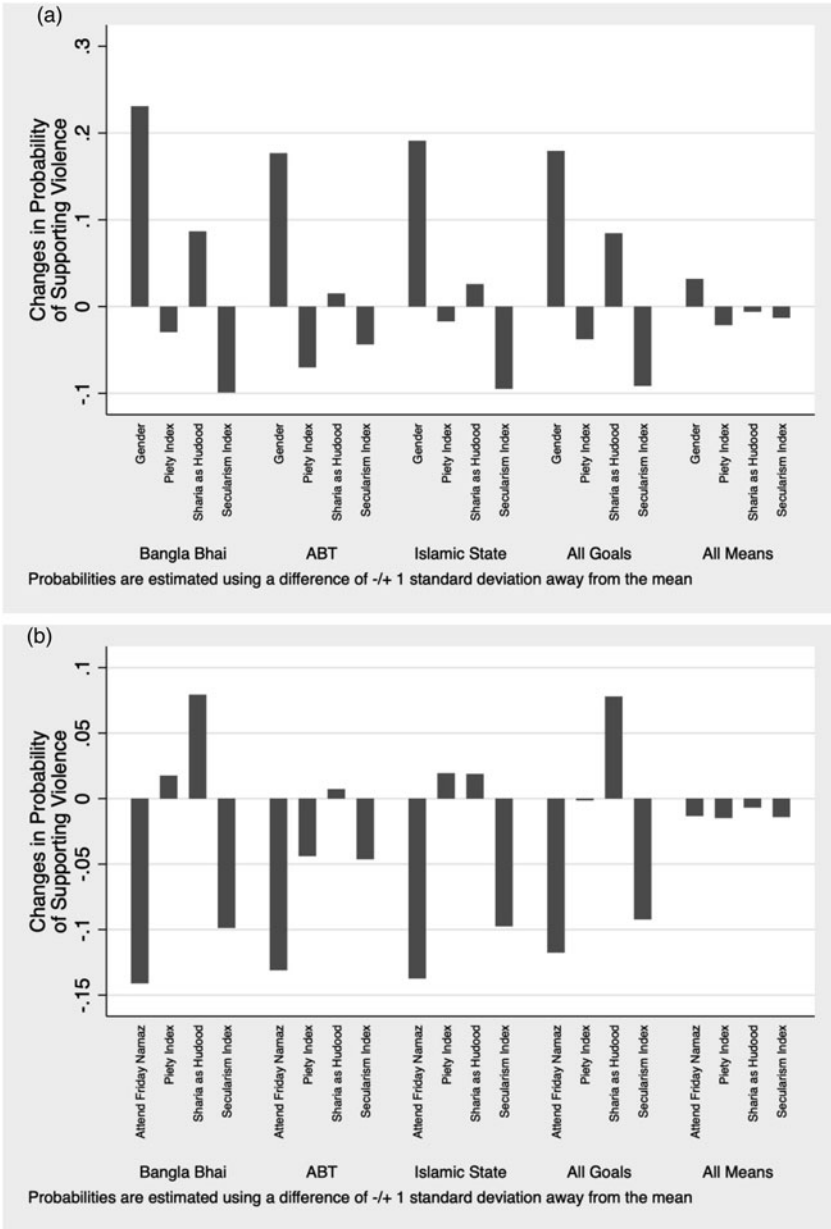 (a)
Changes in Probability
of Supporting Violence
.3
.2
.1
0
-.1
Gender
Piety Index
Sharia as Hudood
Secularism Index
Gender
Piety Index
Sharia as Hudood
Secularism Index
Gender
Piety Index
Sharia as Hudood
Secularism Index
Gender
Piety Index
Sharia as Hudood
Secularism Index
Gender
Piety Index
Sharia as Hudood
Secularism Index
Bangla Bhai ABT Islamic State All Goals All Means
Probabilities are estimated using a difference of -/+ 1 standard deviation away from the mean
(b)
Changes in Probability
of Supporting Violence
.1
.05
0
-.05
-.1
-.15
Attend Friday Namaz
Piety Index
Sharia as Hudood
Secularism Index
Attend Friday Namaz
Piety Index
Sharia as Hudood
Secularism Index
Attend Friday Namaz
Piety Index
Sharia as Hudood
Secularism Index
Attend Friday Namaz
Piety Index
Sharia as Hudood
Secularism Index
Attend Friday Namaz
Piety Index
Sharia as Hudood
Secularism Index
Bangla Bhai ABT Islamic State All Goals All Means
Probabilities are estimated using a difference of -/+ 1 standard deviation away from the mean